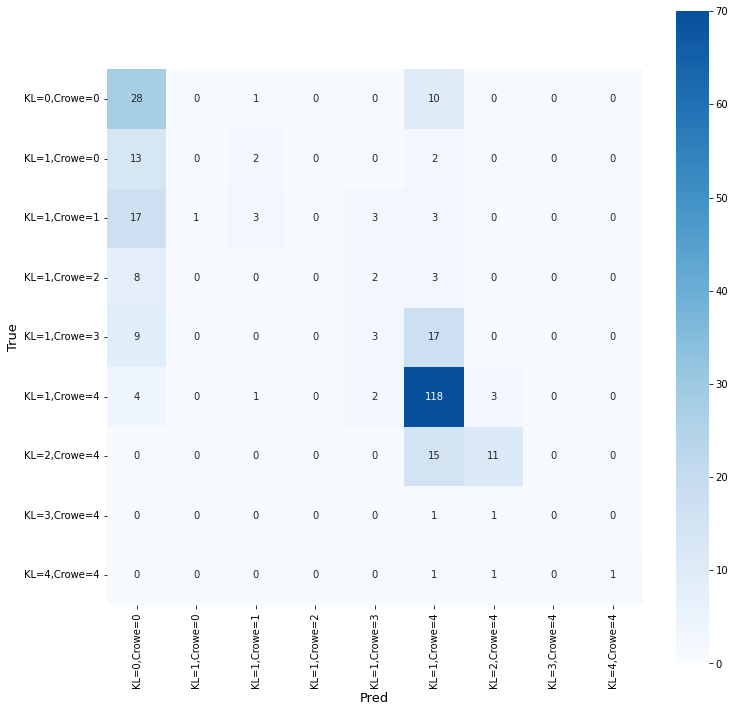 70
KL=0,Crowe=0 28 0 1 0 0 10 0 0 0
60
KL=1,Crowe=0 13 0 2 0 0 2 0 0 0
50
KL=1,Crowe=1 17 1 3 0 3 3 0 0 0
KL=1,Crowe=2 8 0 0 0 2 3 0 0 0
40
True
KL=1,Crowe=3 9 0 0 0 3 17 0 0 0
30
KL=1,Crowe=4 4 0 1 0 2 118 3 0 0
KL=2,Crowe=4 0 0 0 0 0 15 11 0 0
20
KL=3,Crowe=4 0 0 0 0 0 1 1 0 0
10
KL=4,Crowe=4 0 0 0 0 0 1 1 0 1
0
KL=0,Crowe=0
KL=1,Crowe=0
KL=1,Crowe=1
KL=1,Crowe=2
KL=1,Crowe=3
KL=1,Crowe=4
KL=2,Crowe=4
KL=3,Crowe=4
KL=4,Crowe=4
Pred